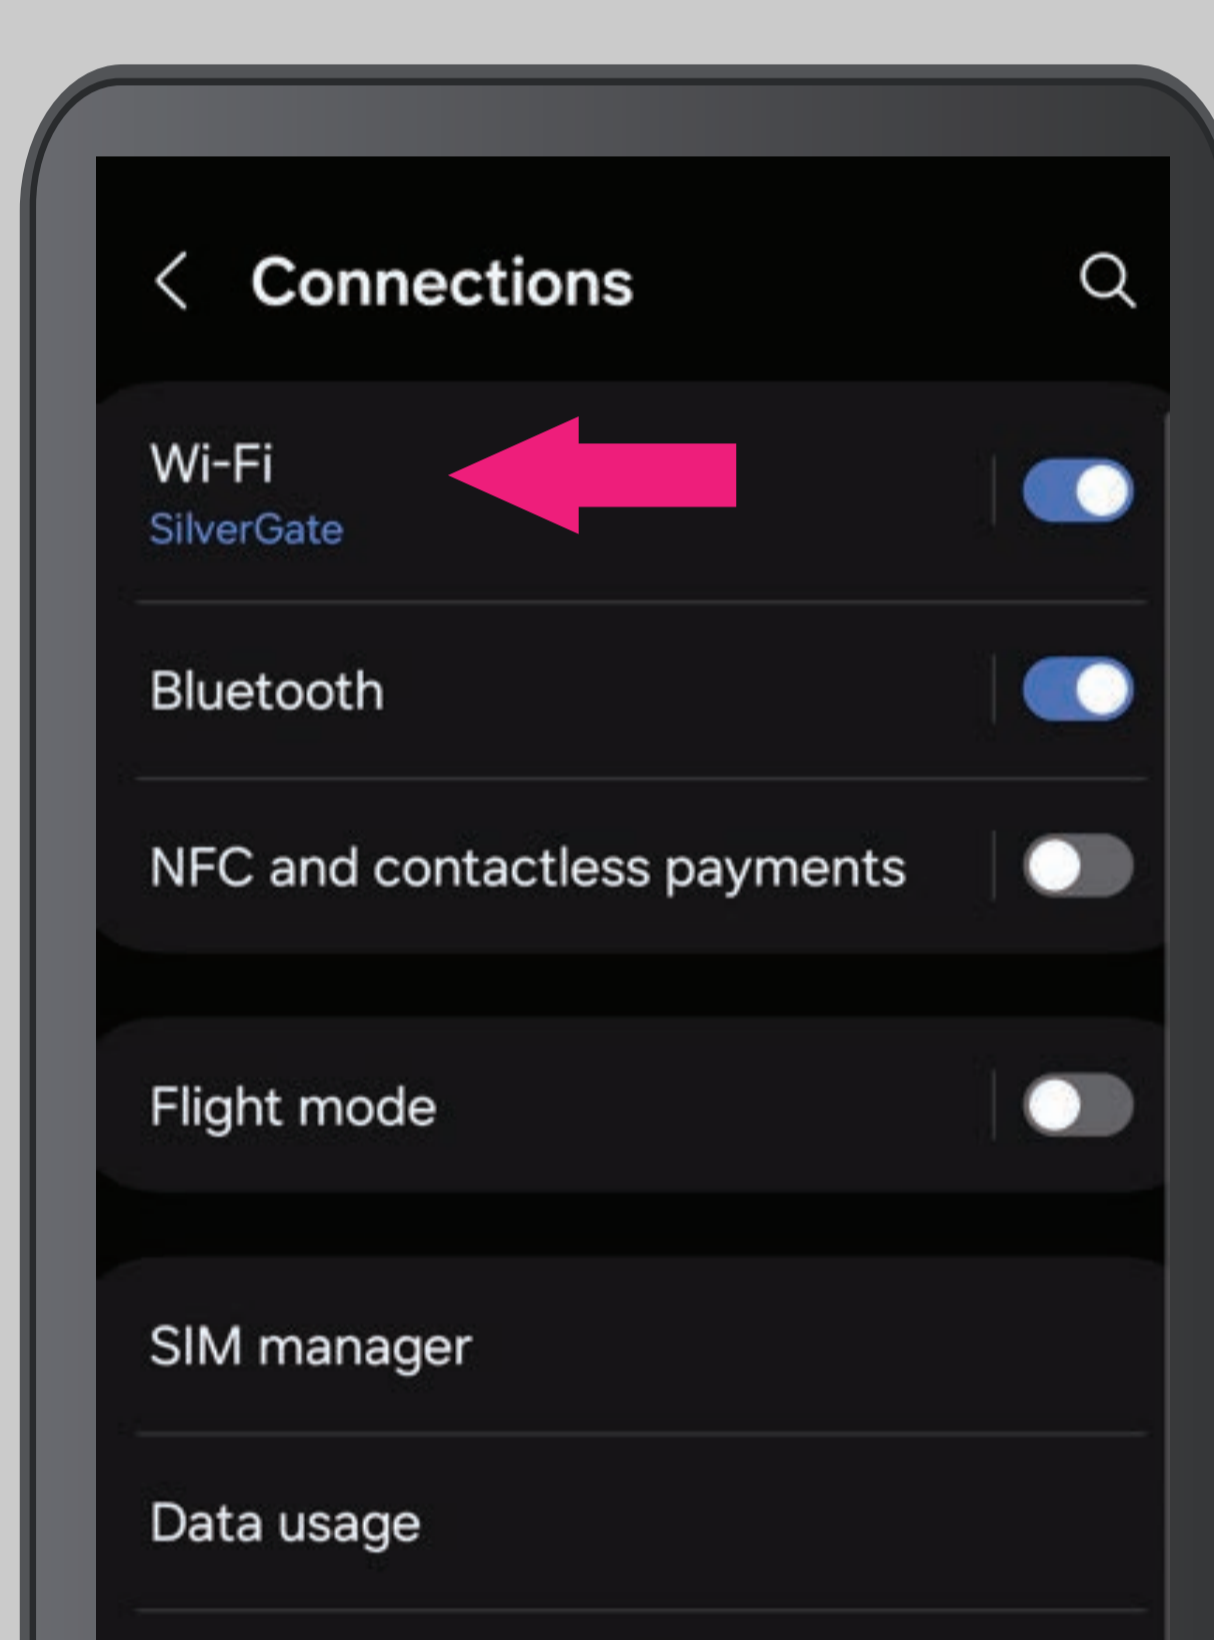 Connections
Wi-Fi
SilverGate
Bluetooth
NFC and contactless payments
Flight mode
SIM manager
Data usage